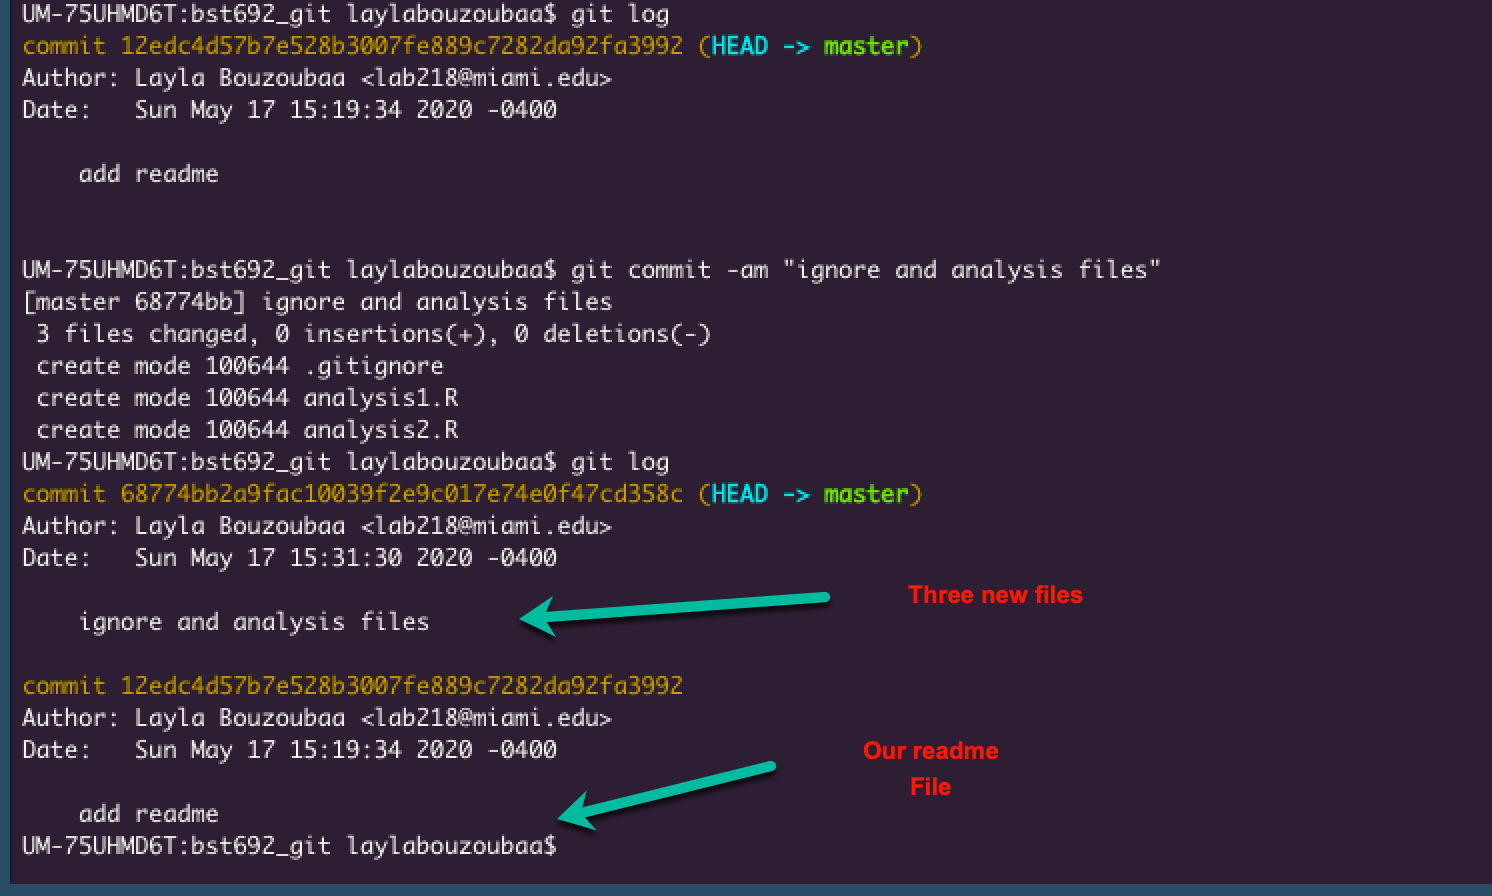 UM-75UHMD6T:bst692_git laylabouzoubaa$ git log
commit 12edc4d57b7e528b3007fe889c7282da92fa3992 (HEAD -> master)
Author: Layla Bouzoubaa <lab218@miami.edu>
Date:   Sun May 17 15:19:34 2020 -0400
    add readme
UM-75UHMD6T:bst692_git laylabouzoubaa$ git commit -am "ignore and analysis files"
[master 68774bb] ignore and analysis files
 3 files changed, 0 insertions(+), 0 deletions(-)
 create mode 100644 .gitignore
 create mode 100644 analysis1.R
 create mode 100644 analysis2.R
UM-75UHMD6T:bst692_git laylabouzoubaa$ git log
commit 68774bb2a9fac10039f2e9c017e74e0f47cd358c (HEAD -> master)
Author: Layla Bouzoubaa <lab218@miami.edu>
Date:   Sun May 17 15:31:30 2020 -0400
Three new files
    ignore and analysis files
commit 12edc4d57b7e528b3007fe889c7282da92fa3992
Author: Layla Bouzoubaa <lab218@miami.edu>
Date:   Sun May 17 15:19:34 2020 -0400
Our readme
File
    add readme
UM-75UHMD6T:bst692_git laylabouzoubaa$